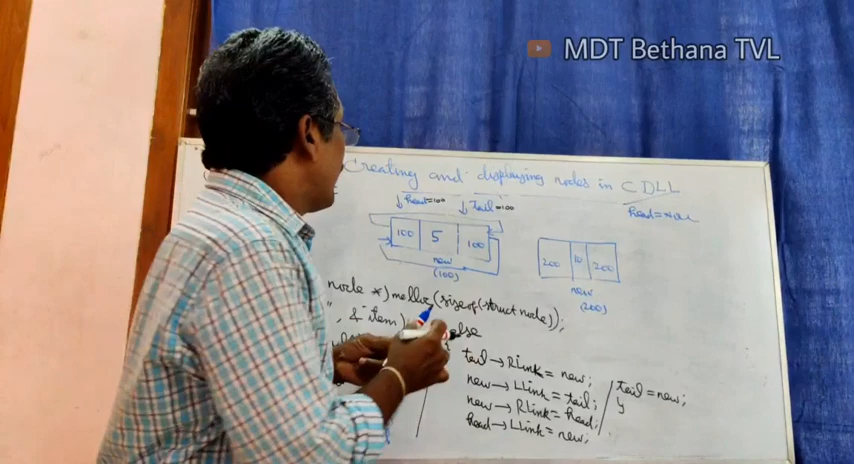 MDT Bethana TVL
Creating and displaying nodes in CDLL
head=100 Tail=100
head=NULL
100 5 100
200 10 200
new
(100)
new
(200)
node *) malloc (sizeof(struct node));
", &item)
else
tail→RLink = new;
new→LLink = tail;
new→RLink = head;
head→LLink = new;
tail = new;
}